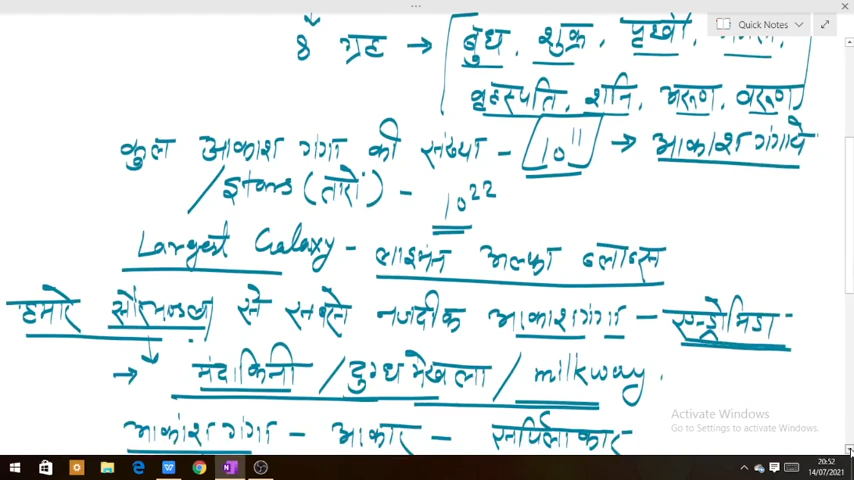 Quick Notes
8 ग्रह → बुध, शुक्र, पृथ्वी, मंगल,
वृहस्पति, शनि, अरूण, वरूण
कुल आकाश गंगा की संख्या - 10¹¹ → आकाशगंगाये
/Stars (तारों) - 10²²
Largest Galaxy - लाइमन अल्फा ब्लोब्स
हमारे सौरमण्डल से सबसे नजदीक आकाशगंगा - एन्ड्रोमिडा
→ मंदाकिनी / दुग्धमेखला / milkway.
आकाशगंगा - आकार - सर्पिलाकार
Activate Windows
Go to Settings to activate Windows.
20:52
14/07/2021